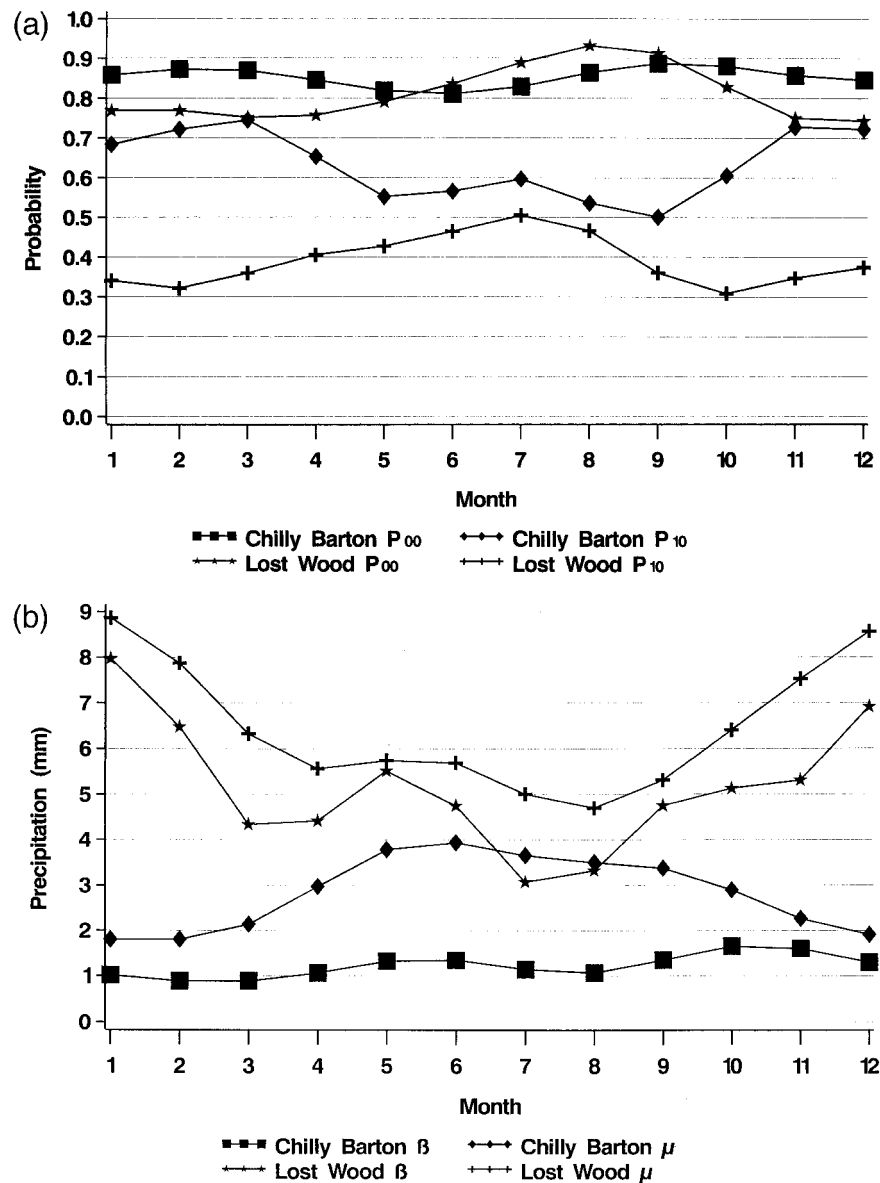 (a)
1.0
0.9
0.8
0.7
0.6
0.5
0.4
0.3
0.2
0.1
0.0
Probability
1 2 3 4 5 6 7 8 9 10 11 12
Month
Chilly Barton P00 Chilly Barton P10
Lost Wood P00 Lost Wood P10
(b)
9
8
7
6
5
4
3
2
1
0
Precipitation (mm)
1 2 3 4 5 6 7 8 9 10 11 12
Month
Chilly Barton ß Chilly Barton µ
Lost Wood ß Lost Wood µ